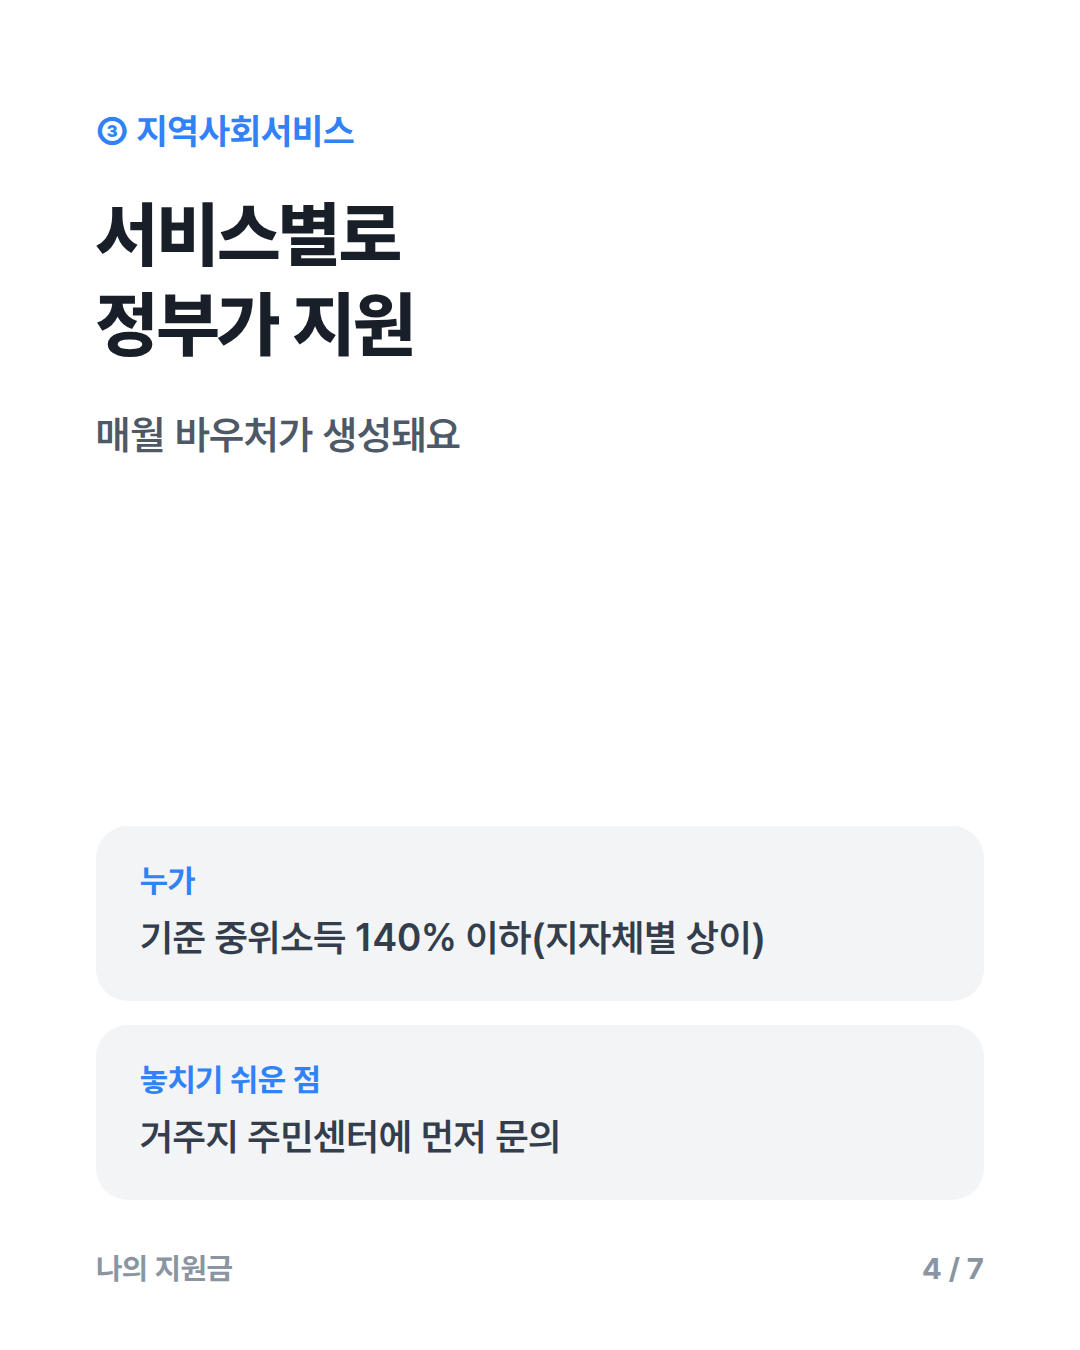 ③ 지역사회서비스
서비스별로
정부가 지원
매월 바우처가 생성돼요
누가
기준 중위소득 140% 이하(지자체별 상이)
놓치기 쉬운 점
거주지 주민센터에 먼저 문의
나의 지원금
4 / 7